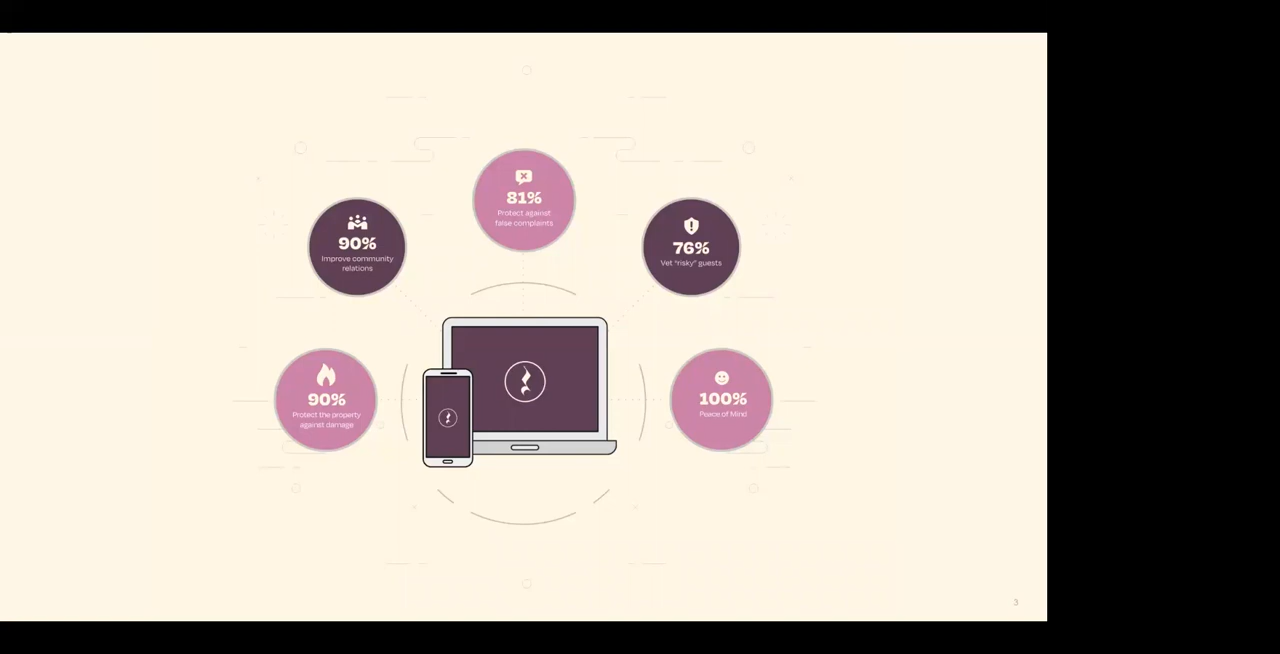 81%
Protect against
false complaints
90%
Improve community
relations
76%
Vet "risky" guests
90%
Protect the property
against damage
100%
Peace of Mind
3